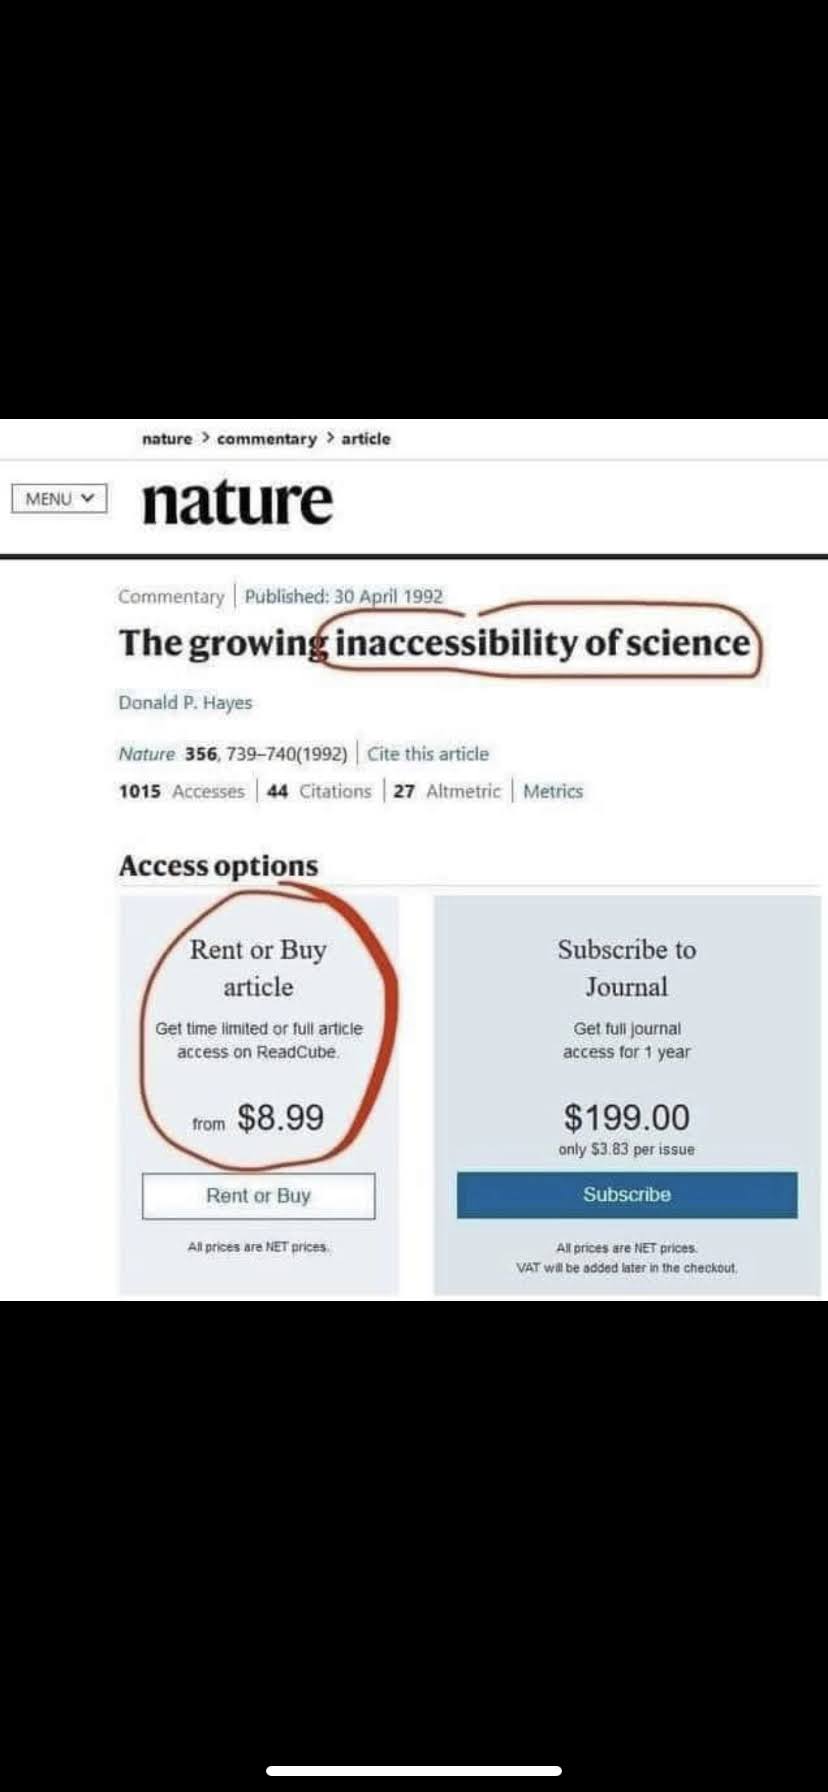 nature > commentary > article
MENU
nature
Commentary | Published: 30 April 1992
The growing inaccessibility of science
Donald P. Hayes
Nature 356, 739–740(1992) | Cite this article
1015 Accesses | 44 Citations | 27 Altmetric | Metrics
Access options
Rent or Buy
article
Get time limited or full article
access on ReadCube.
from $8.99
Rent or Buy
All prices are NET prices.
Subscribe to
Journal
Get full journal
access for 1 year
$199.00
only $3.83 per issue
Subscribe
All prices are NET prices.
VAT will be added later in the checkout.